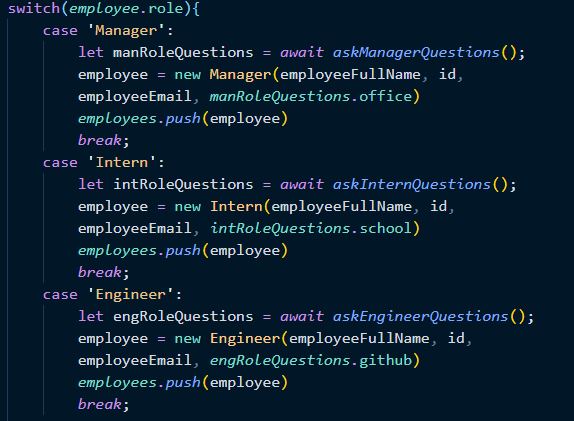 switch(employee.role){
    case 'Manager':
        let manRoleQuestions = await askManagerQuestions();
        employee = new Manager(employeeFullName, id,
        employeeEmail, manRoleQuestions.office)
        employees.push(employee)
        break;
    case 'Intern':
        let intRoleQuestions = await askInternQuestions();
        employee = new Intern(employeeFullName, id,
        employeeEmail, intRoleQuestions.school)
        employees.push(employee)
        break;
    case 'Engineer':
        let engRoleQuestions = await askEngineerQuestions();
        employee = new Engineer(employeeFullName, id,
        employeeEmail, engRoleQuestions.github)
        employees.push(employee)
        break;